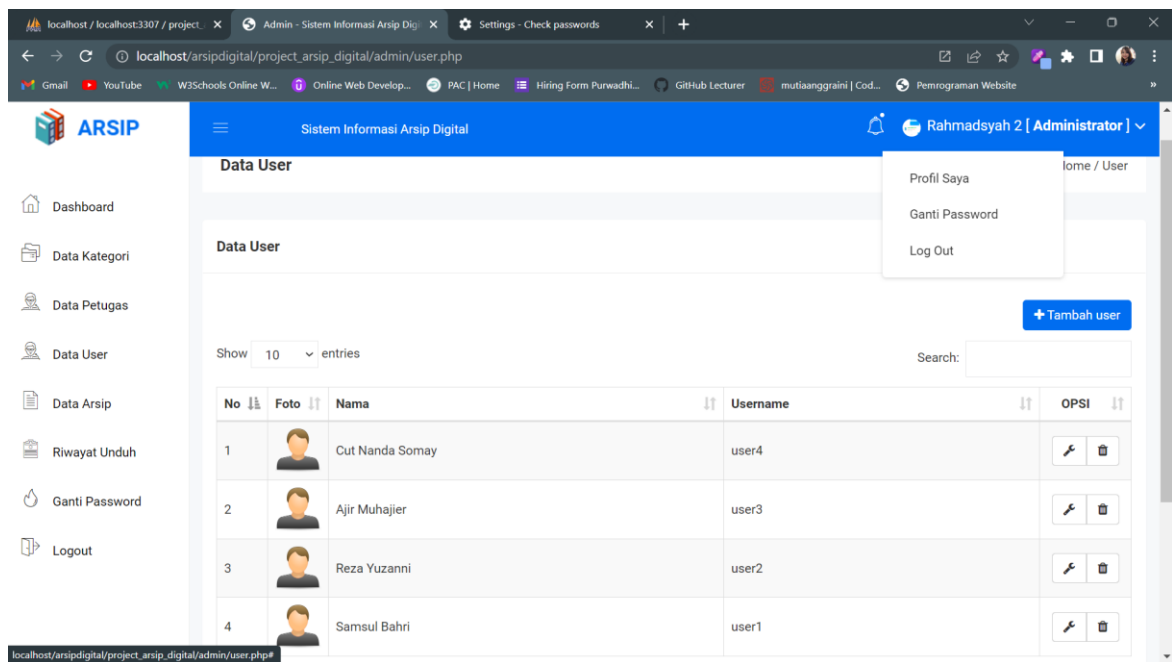 localhost / localhost:3307 / project_
Admin - Sistem Informasi Arsip Digi
Settings - Check passwords
localhost/arsipdigital/project_arsip_digital/admin/user.php
Gmail YouTube W3Schools Online W... Online Web Develop... PAC | Home Hiring Form Purwadhi... GitHub Lecturer mutiaanggraini | Cod... Pemrograman Website »
ARSIP Sistem Informasi Arsip Digital Rahmadsyah 2 [ Administrator ]
Data User ome / User
Profil Saya
Ganti Password
Log Out
Dashboard
Data Kategori
Data Petugas
Data User
Data Arsip
Riwayat Unduh
Ganti Password
Logout
Data User
+ Tambah user
Show 10 entries Search:
No Foto Nama Username OPSI
1 Cut Nanda Somay user4
2 Ajir Muhajier user3
3 Reza Yuzanni user2
4 Samsul Bahri user1
localhost/arsipdigital/project_arsip_digital/admin/user.php#